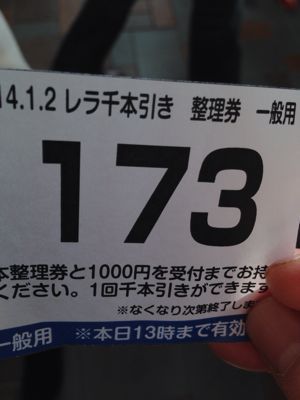 14.1.2 レラ千本引き 整理券 一般用
173
本整理券と1000円を受付までお持
ください。1回千本引きができます
※なくなり次第終了しま
一般用 ※本日13時まで有効